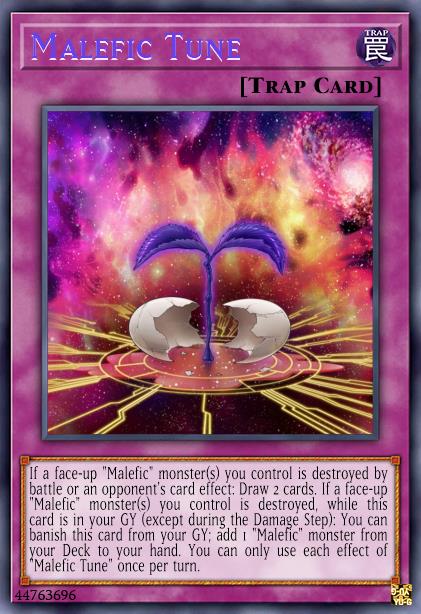 Malefic Tune
TRAP
罠
[Trap Card]
If a face-up "Malefic" monster(s) you control is destroyed by
battle or an opponent's card effect: Draw 2 cards. If a face-up
"Malefic" monster(s) you control is destroyed, while this
card is in your GY (except during the Damage Step): You can
banish this card from your GY; add 1 "Malefic" monster from
your Deck to your hand. You can only use each effect of
"Malefic Tune" once per turn.
44763696